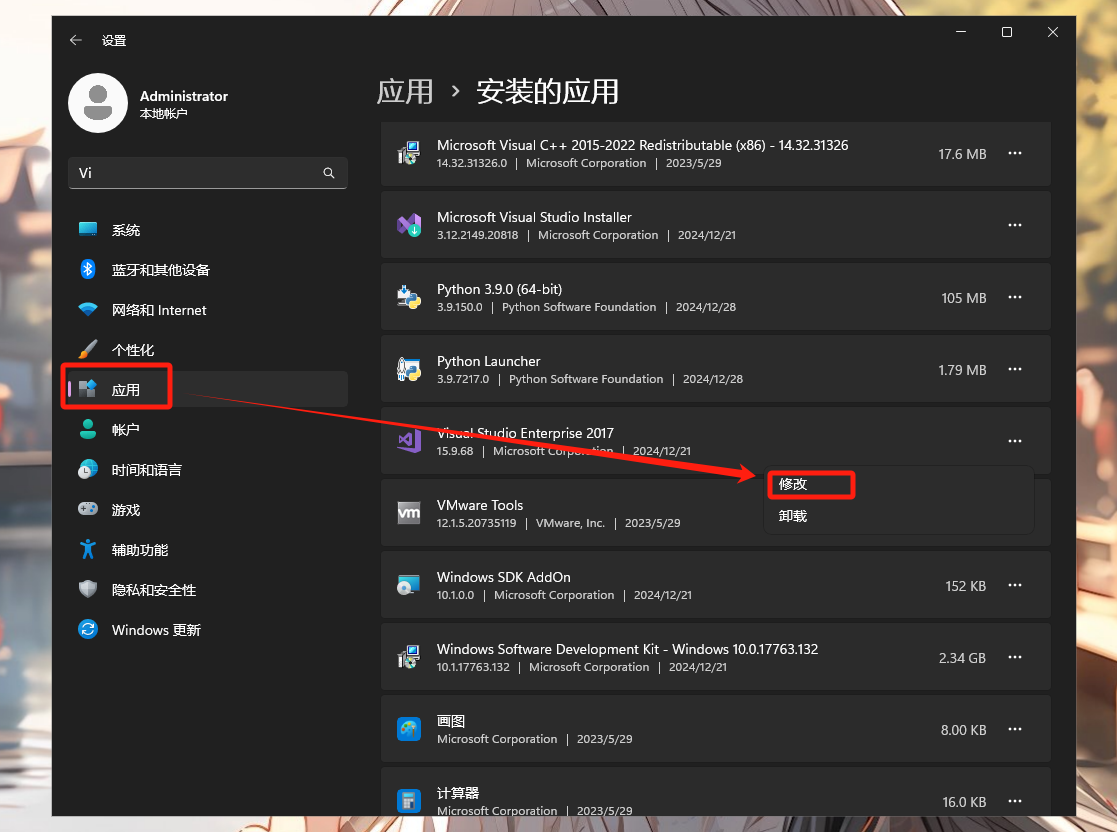 设置
Administrator
本地帐户
Vi
系统
蓝牙和其他设备
网络和 Internet
个性化
应用
帐户
时间和语言
游戏
辅助功能
隐私和安全性
Windows 更新
应用 › 安装的应用
Microsoft Visual C++ 2015-2022 Redistributable (x86) - 14.32.31326
14.32.31326.0 | Microsoft Corporation | 2023/5/29
17.6 MB
Microsoft Visual Studio Installer
3.12.2149.20818 | Microsoft Corporation | 2024/12/21
Python 3.9.0 (64-bit)
3.9.150.0 | Python Software Foundation | 2024/12/28
105 MB
Python Launcher
3.9.7217.0 | Python Software Foundation | 2024/12/28
1.79 MB
Visual Studio Enterprise 2017
15.9.68 | Microsoft Corporation | 2024/12/21
修改
卸载
VMware Tools
12.1.5.20735119 | VMware, Inc. | 2023/5/29
Windows SDK AddOn
10.1.0.0 | Microsoft Corporation | 2024/12/21
152 KB
Windows Software Development Kit - Windows 10.0.17763.132
10.1.17763.132 | Microsoft Corporation | 2024/12/21
2.34 GB
画图
Microsoft Corporation | 2023/5/29
8.00 KB
计算器
Microsoft Corporation | 2023/5/29
16.0 KB
vm